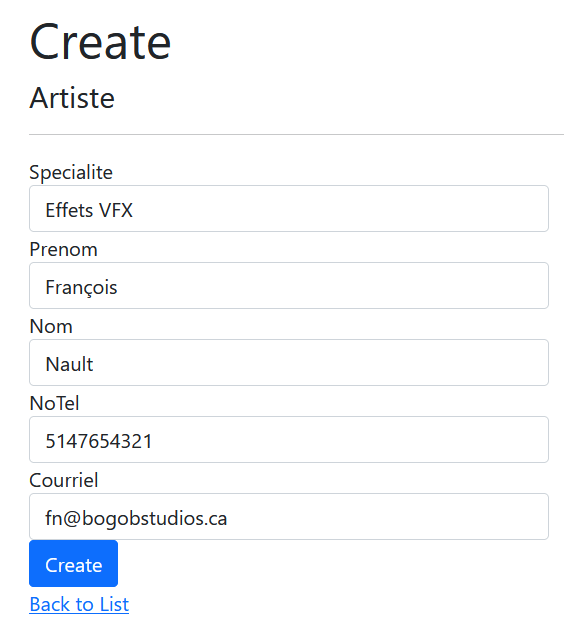 Create
Artiste
Specialite
Effets VFX
Prenom
François
Nom
Nault
NoTel
5147654321
Courriel
fn@bogobstudios.ca
Create
Back to List